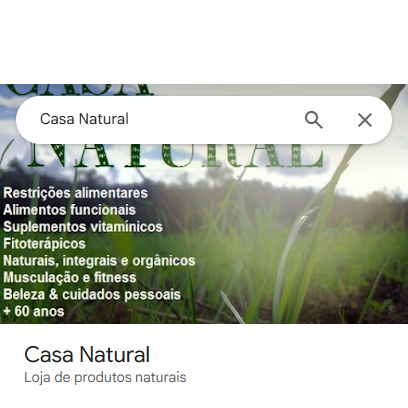 CASA
Casa Natural
NATURAL
Restrições alimentares
Alimentos funcionais
Suplementos vitamínicos
Fitoterápicos
Naturais, integrais e orgânicos
Musculação e fitness
Beleza & cuidados pessoais
+ 60 anos
Casa Natural
Loja de produtos naturais